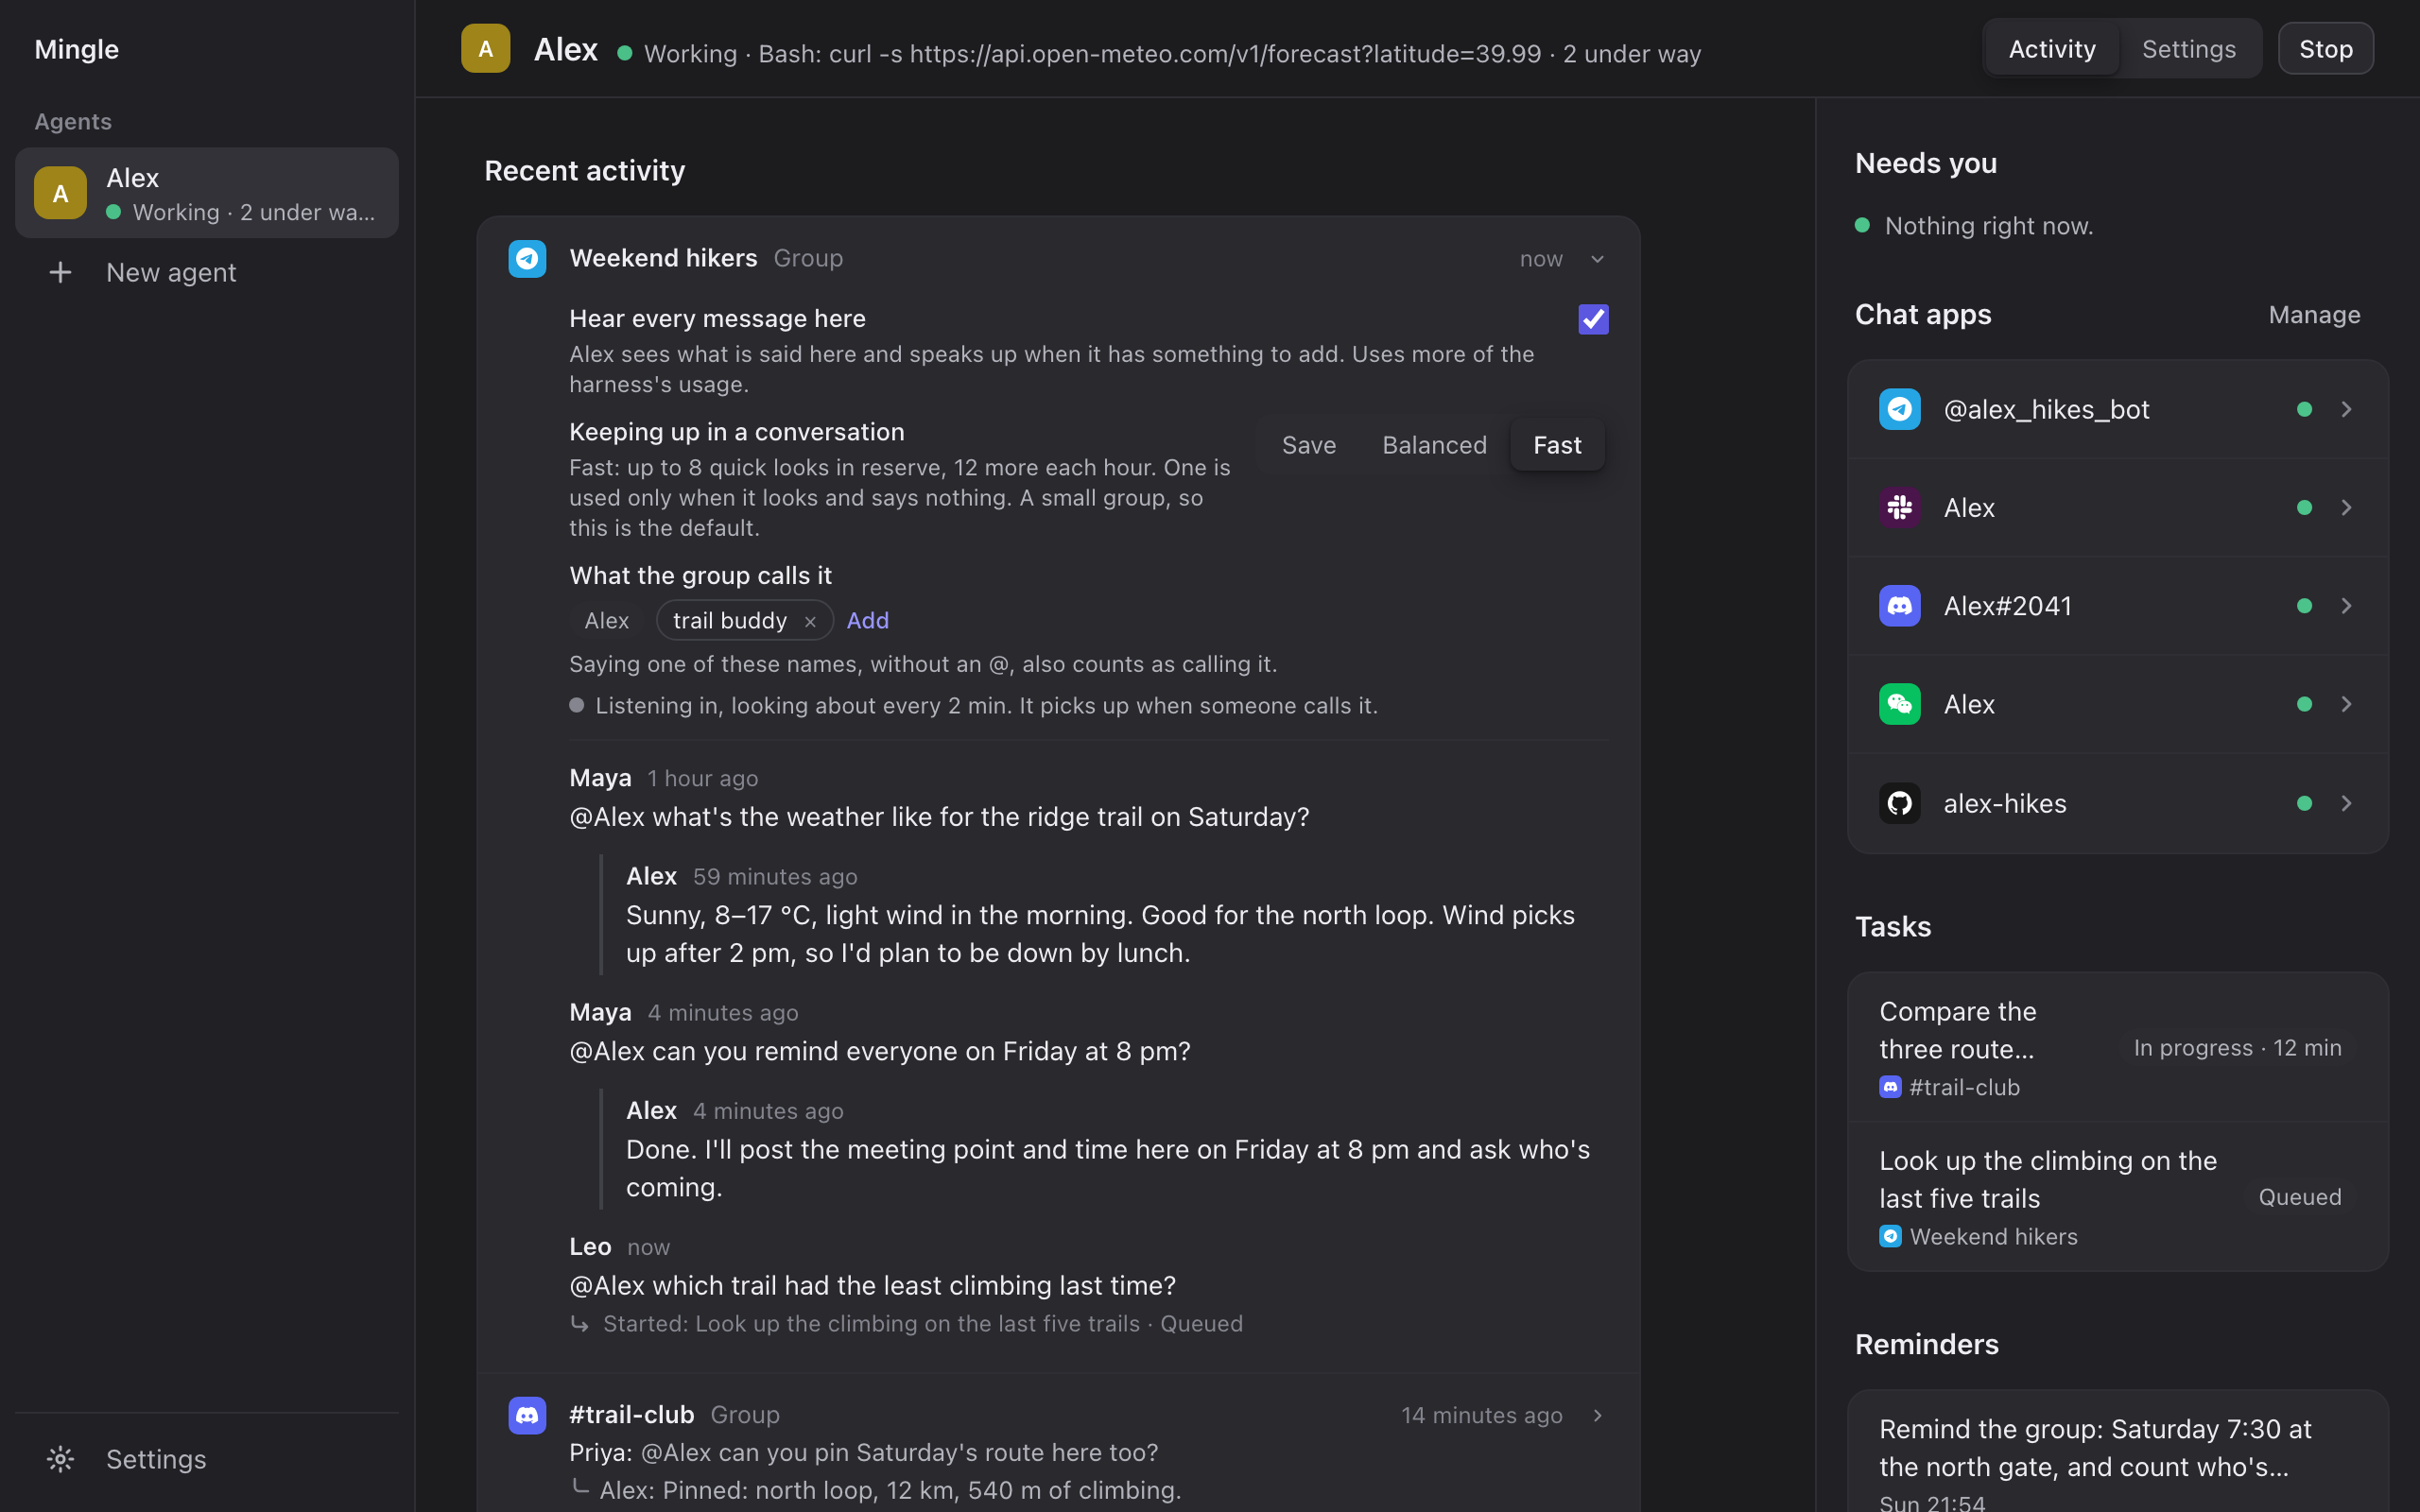 Mingle
Agents
A
Alex
Working · 2 under wa...
New agent
Settings
A
Alex
Working · Bash: curl -s https://api.open-meteo.com/v1/forecast?latitude=39.99 · 2 under way
Activity
Settings
Stop
Recent activity
Weekend hikers Group
now
Hear every message here
Alex sees what is said here and speaks up when it has something to add. Uses more of the
harness's usage.
Keeping up in a conversation
Save
Balanced
Fast
Fast: up to 8 quick looks in reserve, 12 more each hour. One is
used only when it looks and says nothing. A small group, so
this is the default.
What the group calls it
Alex
trail buddy ×
Add
Saying one of these names, without an @, also counts as calling it.
Listening in, looking about every 2 min. It picks up when someone calls it.
Maya 1 hour ago
@Alex what's the weather like for the ridge trail on Saturday?
Alex 59 minutes ago
Sunny, 8–17 °C, light wind in the morning. Good for the north loop. Wind picks
up after 2 pm, so I'd plan to be down by lunch.
Maya 4 minutes ago
@Alex can you remind everyone on Friday at 8 pm?
Alex 4 minutes ago
Done. I'll post the meeting point and time here on Friday at 8 pm and ask who's
coming.
Leo now
@Alex which trail had the least climbing last time?
Started: Look up the climbing on the last five trails · Queued
#trail-club Group
14 minutes ago
Priya: @Alex can you pin Saturday's route here too?
Alex: Pinned: north loop, 12 km, 540 m of climbing.
Needs you
Nothing right now.
Chat apps
Manage
@alex_hikes_bot
Alex
Alex#2041
Alex
alex-hikes
Tasks
Compare the
three route...
In progress · 12 min
#trail-club
Look up the climbing on the
last five trails
Queued
Weekend hikers
Reminders
Remind the group: Saturday 7:30 at
the north gate, and count who's...
Sun 21:54